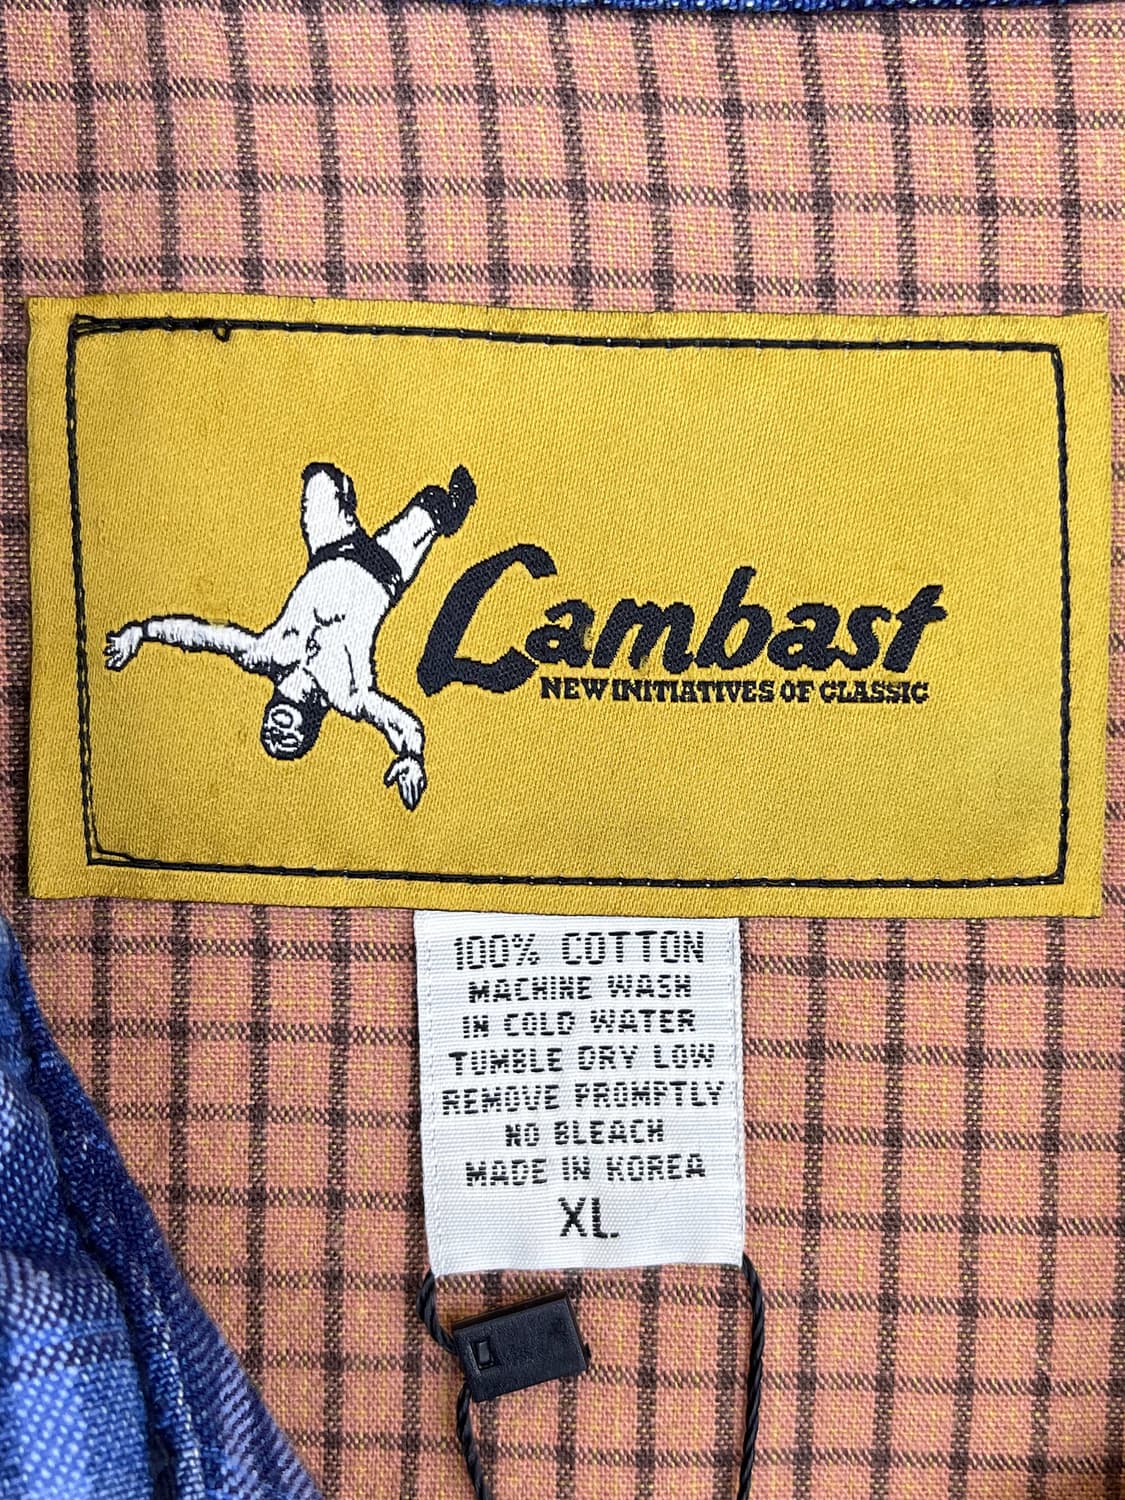 Lambast
NEW INITIATIVES OF CLASSIC
100% COTTON
MACHINE WASH
IN COLD WATER
TUMBLE DRY LOW
REMOVE PROMPTLY
NO BLEACH
MADE IN KOREA
XL